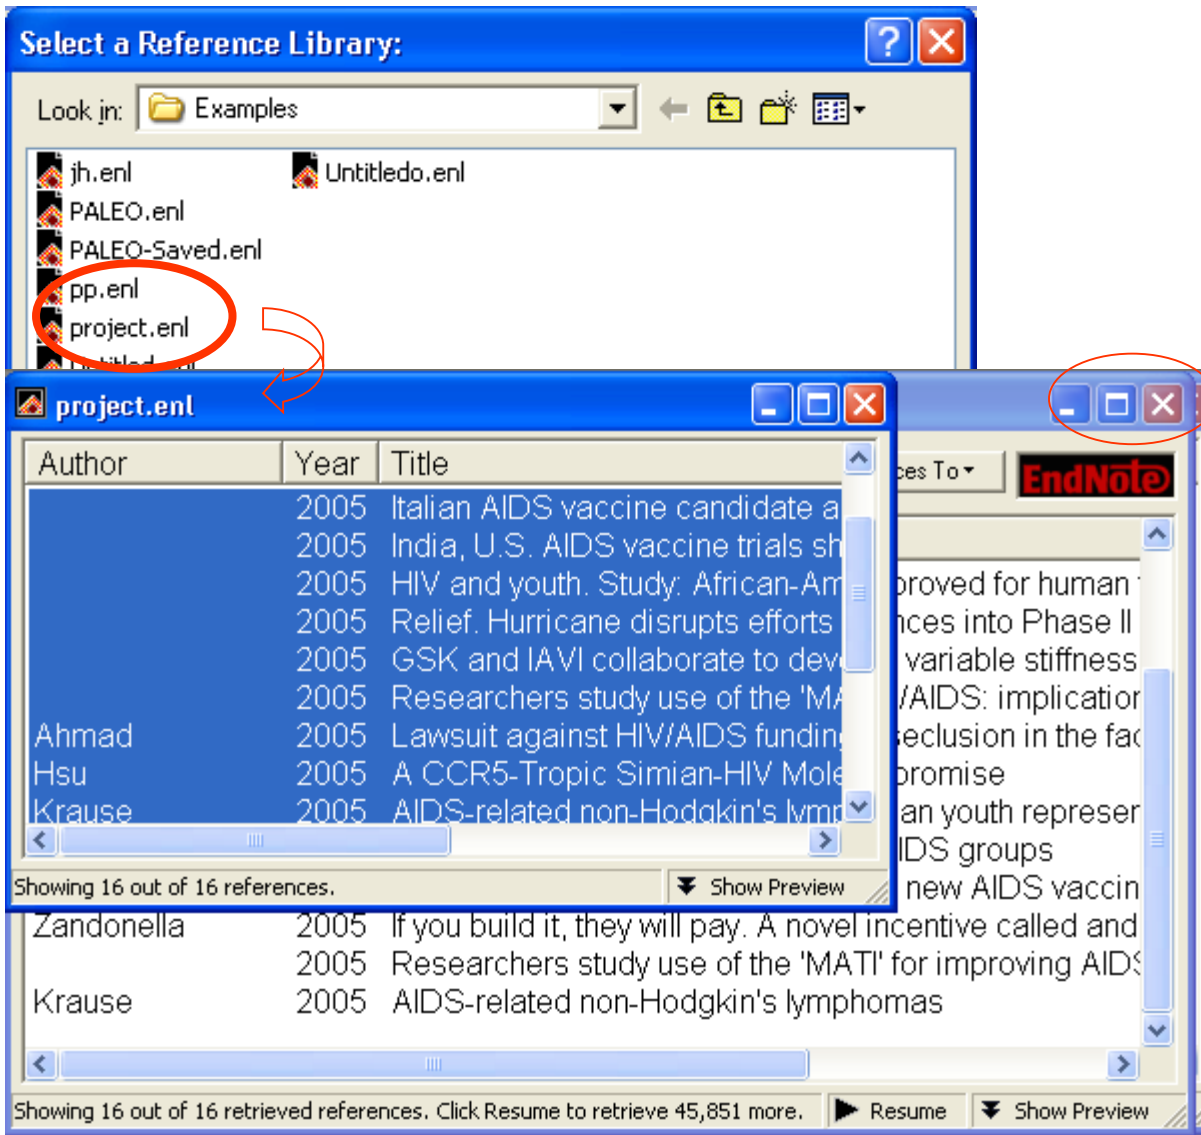 Select a Reference Library:
Look in: Examples
jh.enl Untitledo.enl
PALEO.enl
PALEO-Saved.enl
pp.enl
project.enl
Untitled.enl
project.enl
Author Year Title
2005 Italian AIDS vaccine candidate a
2005 India, U.S. AIDS vaccine trials sh
2005 HIV and youth. Study: African-Am
2005 Relief. Hurricane disrupts efforts
2005 GSK and IAVI collaborate to dev
2005 Researchers study use of the 'MA
Ahmad 2005 Lawsuit against HIV/AIDS fundin
Hsu 2005 A CCR5-Tropic Simian-HIV Mole
Krause 2005 AIDS-related non-Hodgkin's lymp
Showing 16 out of 16 references. Show Preview
ces To
EndNote
proved for human
nces into Phase II
variable stiffness
/AIDS: implication
seclusion in the fac
promise
an youth represer
IDS groups
new AIDS vaccin
Zandonella 2005 If you build it, they will pay. A novel incentive called and
2005 Researchers study use of the 'MATI' for improving AIDS
Krause 2005 AIDS-related non-Hodgkin's lymphomas
Showing 16 out of 16 retrieved references. Click Resume to retrieve 45,851 more. Resume Show Preview